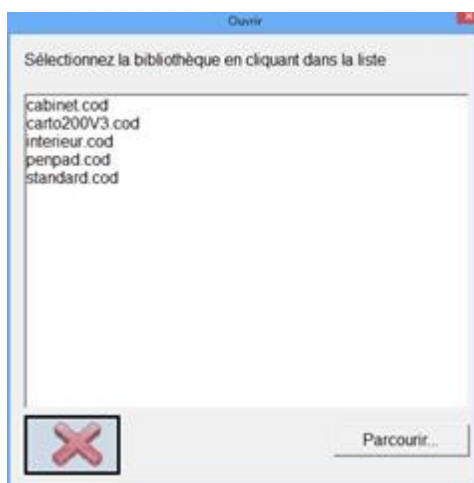 Ouvrir
Sélectionnez la bibliothèque en cliquant dans la liste
cabinet.cod
carto200V3.cod
interieur.cod
penpad.cod
standard.cod
Parcourir...